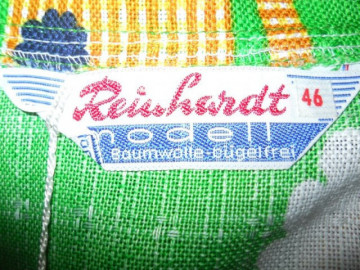 Reinhardt 46
modell
Baumwolle-bügelfrei